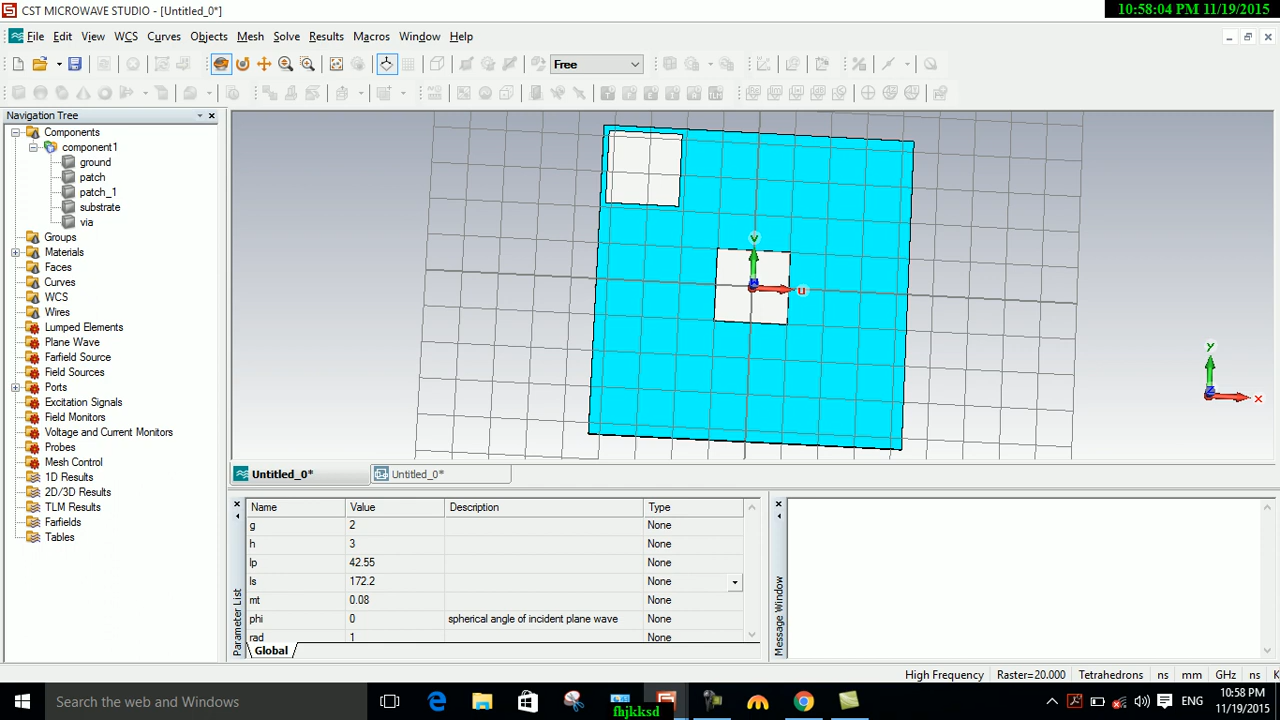 CST MICROWAVE STUDIO - [Untitled_0*]
10:58:04 PM 11/19/2015
File Edit View WCS Curves Objects Mesh Solve Results Macros Window Help
Free
Navigation Tree
Components
component1
ground
patch
patch_1
substrate
via
Groups
Materials
Faces
Curves
WCS
Wires
Lumped Elements
Plane Wave
Farfield Source
Field Sources
Ports
Excitation Signals
Field Monitors
Voltage and Current Monitors
Probes
Mesh Control
1D Results
2D/3D Results
TLM Results
Farfields
Tables
v
u
y
x
Untitled_0* Untitled_0*
Name Value Description Type
g 2 None
h 3 None
lp 42.55 None
ls 172.2 None
mt 0.08 None
phi 0 spherical angle of incident plane wave None
rad 1 None
Global
Parameter List
Message Window
High Frequency Raster=20.000 Tetrahedrons ns mm GHz ns
Search the web and Windows
fhjkksd
ENG
10:58 PM
11/19/2015